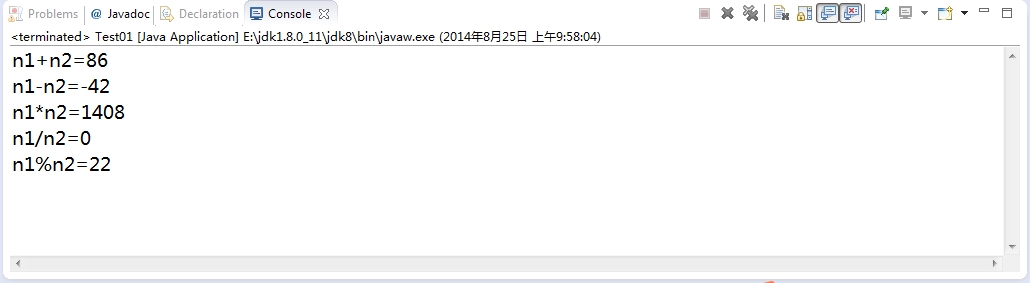 Problems @ Javadoc Declaration Console
<terminated> Test01 [Java Application] E:\jdk1.8.0_11\jdk8\bin\javaw.exe (2014年8月25日 上午9:58:04)
n1+n2=86
n1-n2=-42
n1*n2=1408
n1/n2=0
n1%n2=22